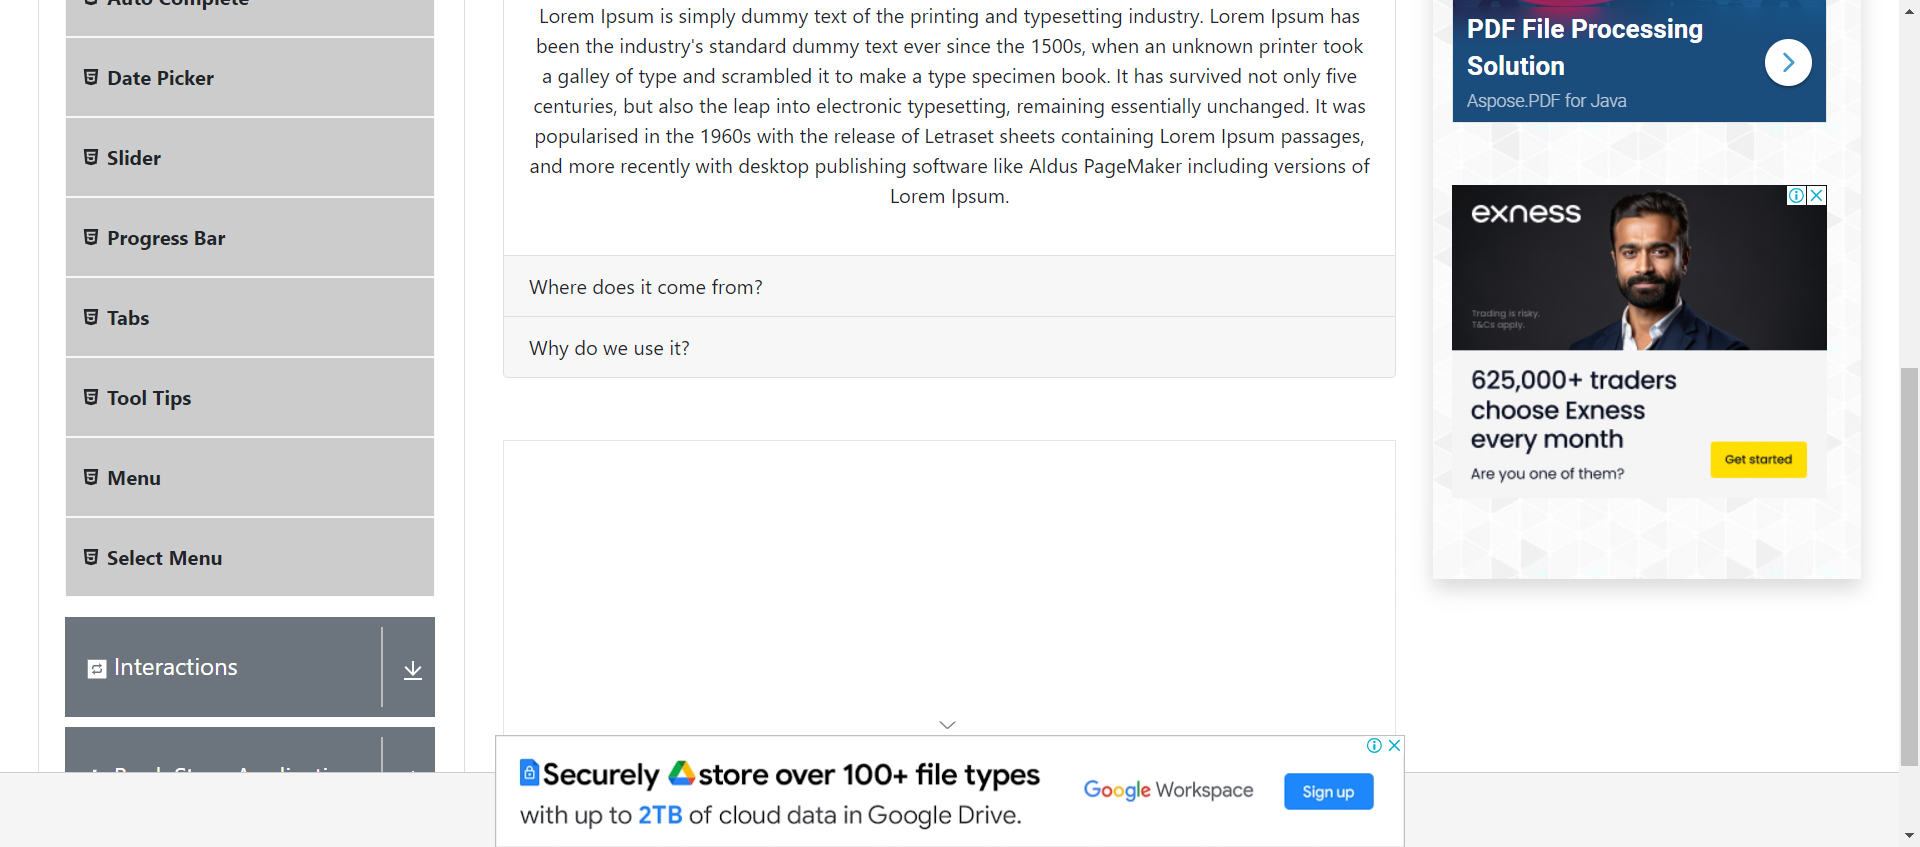 Auto Complete
Date Picker
Slider
Progress Bar
Tabs
Tool Tips
Menu
Select Menu
Interactions
Lorem Ipsum is simply dummy text of the printing and typesetting industry. Lorem Ipsum has
been the industry's standard dummy text ever since the 1500s, when an unknown printer took
a galley of type and scrambled it to make a type specimen book. It has survived not only five
centuries, but also the leap into electronic typesetting, remaining essentially unchanged. It was
popularised in the 1960s with the release of Letraset sheets containing Lorem Ipsum passages,
and more recently with desktop publishing software like Aldus PageMaker including versions of
Lorem Ipsum.
Where does it come from?
Why do we use it?
PDF File Processing
Solution
Aspose.PDF for Java
exness
Trading is risky.
T&Cs apply.
625,000+ traders
choose Exness
every month
Are you one of them?
Get started
Securely store over 100+ file types
with up to 2TB of cloud data in Google Drive.
Google Workspace
Sign up